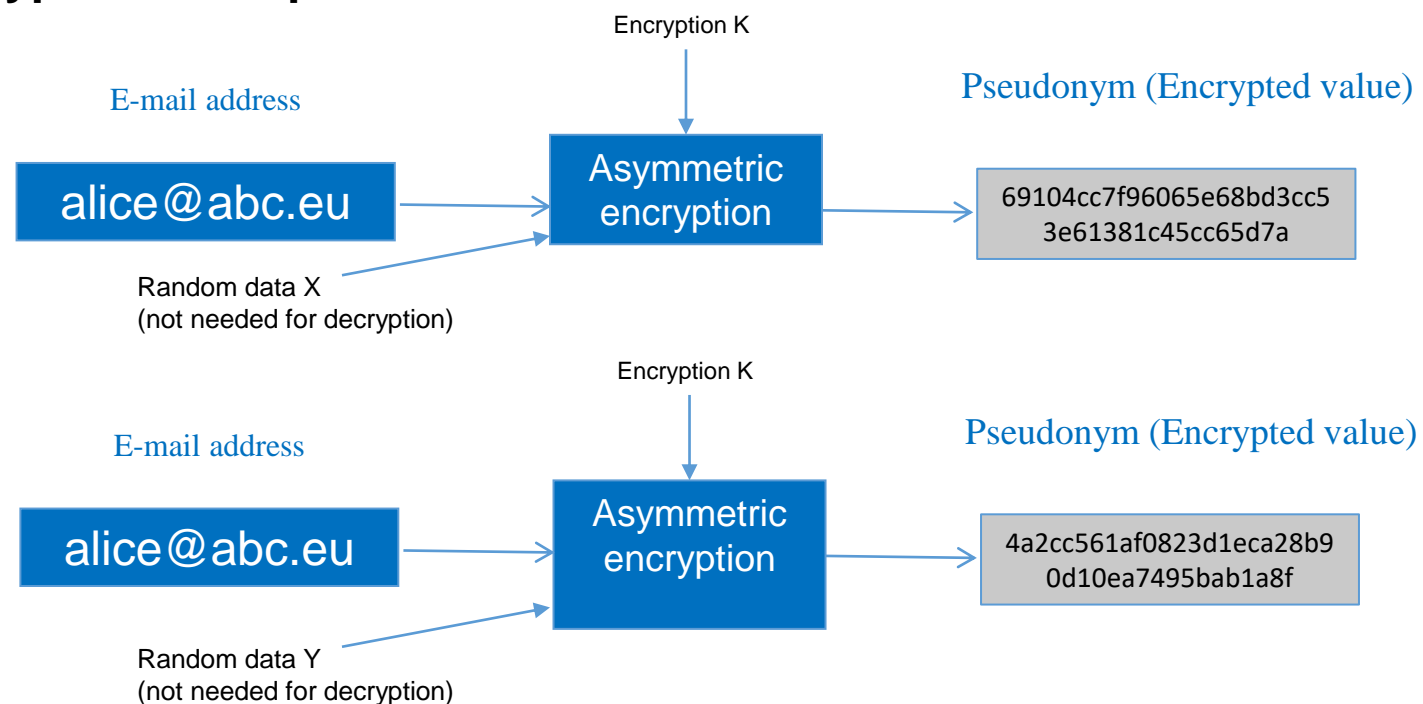 Encryption K
E-mail address
Pseudonym (Encrypted value)
alice@abc.eu
Asymmetric
encryption
69104cc7f96065e68bd3cc5
3e61381c45cc65d7a
Random data X
(not needed for decryption)
Encryption K
E-mail address
Pseudonym (Encrypted value)
alice@abc.eu
Asymmetric
encryption
4a2cc561af0823d1eca28b9
0d10ea7495bab1a8f
Random data Y
(not needed for decryption)